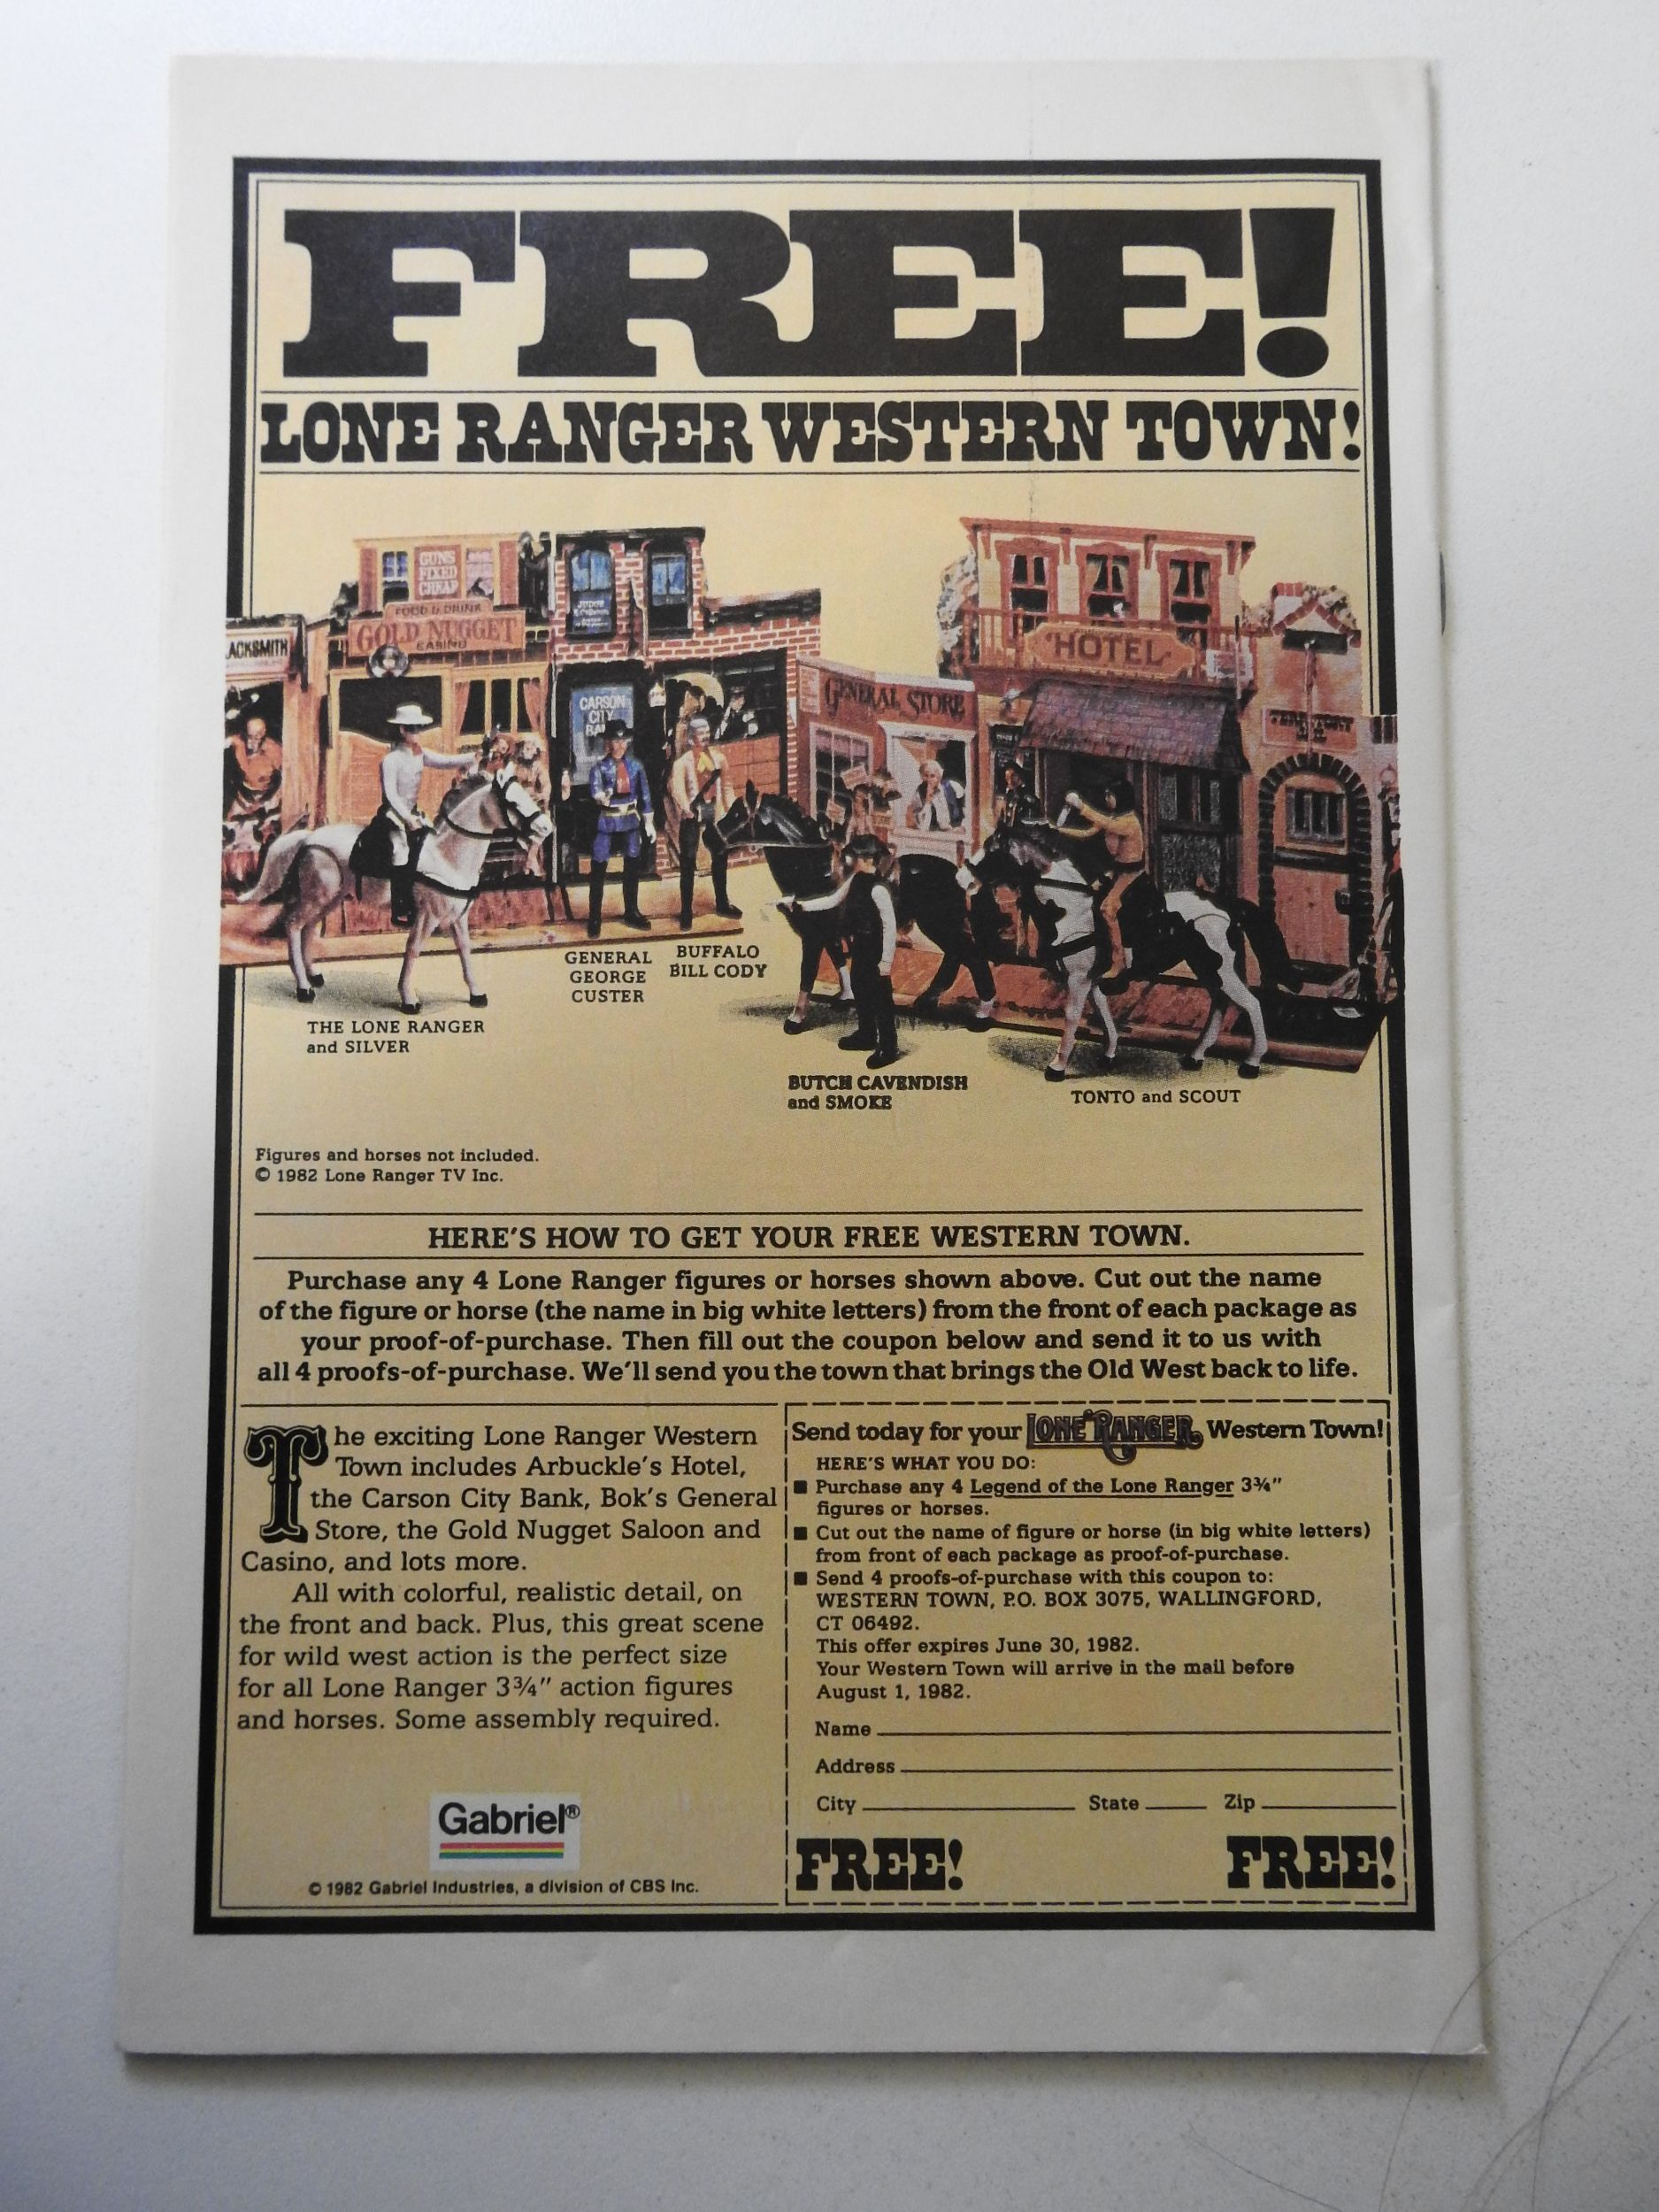 FREE!
LONE RANGER WESTERN TOWN!
GUNS
FIXED
CHEAP
FOOD & DRINK
GOLD NUGGET
CASINO
ACKSMITH
CARSON
CITY
BA
GENERAL STORE
HOTEL
GENERAL
GEORGE
CUSTER
BUFFALO
BILL CODY
THE LONE RANGER
and SILVER
BUTCH CAVENDISH
and SMOKE
TONTO and SCOUT
Figures and horses not included.
© 1982 Lone Ranger TV Inc.
HERE'S HOW TO GET YOUR FREE WESTERN TOWN.
Purchase any 4 Lone Ranger figures or horses shown above. Cut out the name
of the figure or horse (the name in big white letters) from the front of each package as
your proof-of-purchase. Then fill out the coupon below and send it to us with
all 4 proofs-of-purchase. We'll send you the town that brings the Old West back to life.
The exciting Lone Ranger Western
Town includes Arbuckle's Hotel,
the Carson City Bank, Bok's General
Store, the Gold Nugget Saloon and
Casino, and lots more.
All with colorful, realistic detail, on
the front and back. Plus, this great scene
for wild west action is the perfect size
for all Lone Ranger 3¾" action figures
and horses. Some assembly required.
Gabriel®
© 1982 Gabriel Industries, a division of CBS Inc.
Send today for your LONE RANGER Western Town!
HERE'S WHAT YOU DO:
■ Purchase any 4 Legend of the Lone Ranger 3¾"
figures or horses.
■ Cut out the name of figure or horse (in big white letters)
from front of each package as proof-of-purchase.
■ Send 4 proofs-of-purchase with this coupon to:
WESTERN TOWN, P.O. BOX 3075, WALLINGFORD,
CT 06492.
This offer expires June 30, 1982.
Your Western Town will arrive in the mail before
August 1, 1982.
Name
Address
City State Zip
FREE! FREE!